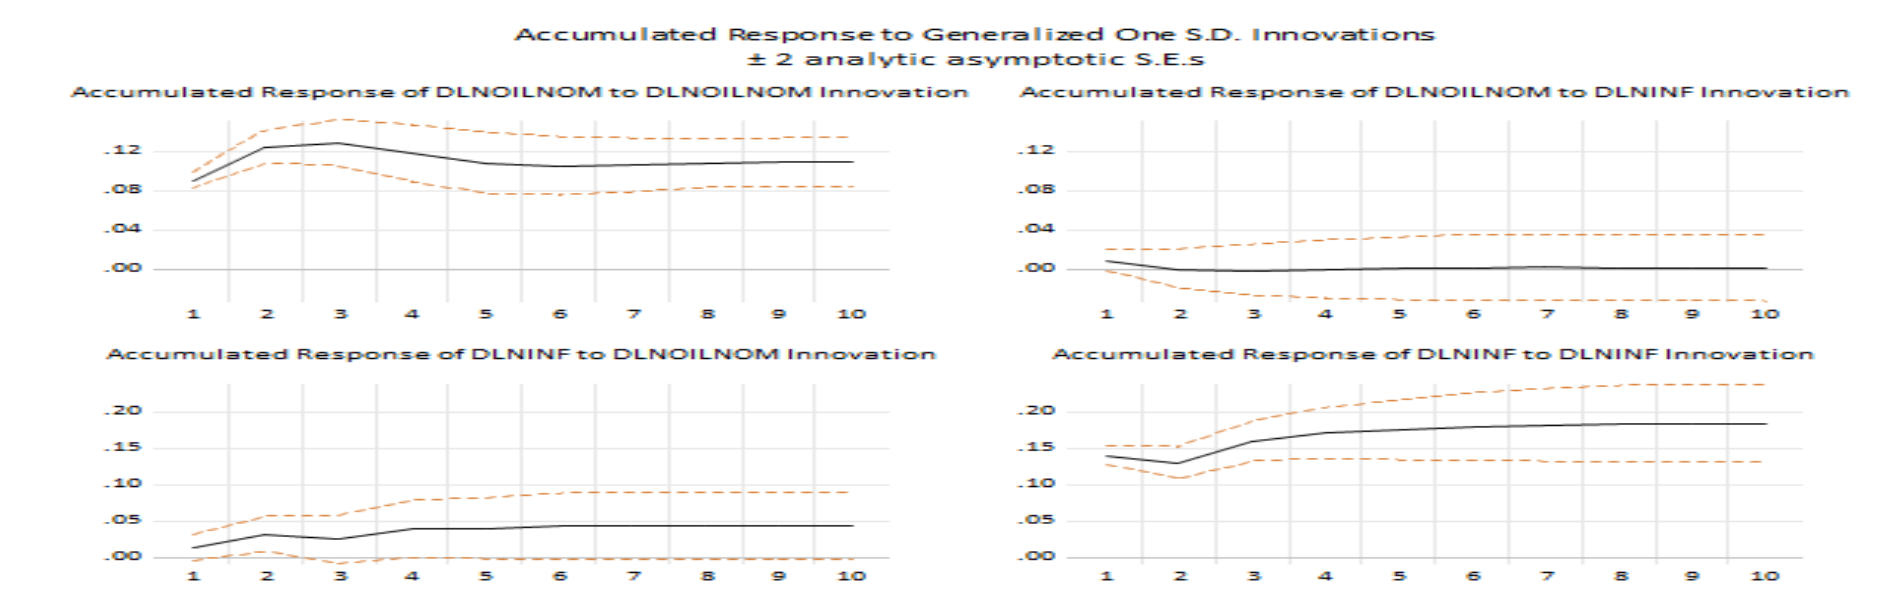 Accumulated Response to Generalized One S.D. Innovations
± 2 analytic asymptotic S.E.s
Accumulated Response of DLNOILNOM to DLNOILNOM Innovation
.12
.08
.04
.00
1 2 3 4 5 6 7 8 9 10
Accumulated Response of DLNOILNOM to DLNINF Innovation
.12
.08
.04
.00
1 2 3 4 5 6 7 8 9 10
Accumulated Response of DLNINF to DLNOILNOM Innovation
.20
.15
.10
.05
.00
1 2 3 4 5 6 7 8 9 10
Accumulated Response of DLNINF to DLNINF Innovation
.20
.15
.10
.05
.00
1 2 3 4 5 6 7 8 9 10